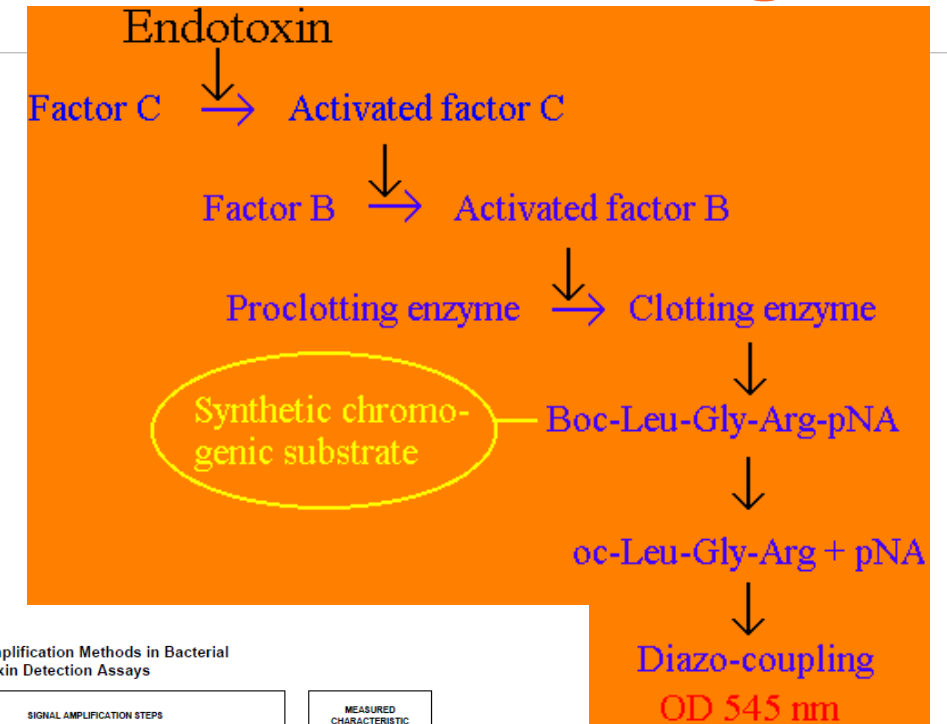 Endotoxin
Factor C → Activated factor C
Factor B → Activated factor B
Proclotting enzyme → Clotting enzyme
Synthetic chromo-
genic substrate
Boc-Leu-Gly-Arg-pNA
oc-Leu-Gly-Arg + pNA
Diazo-coupling
OD 545 nm
plification Methods in Bacterial
xin Detection Assays
SIGNAL AMPLIFICATION STEPS
MEASURED
CHARACTERISTIC